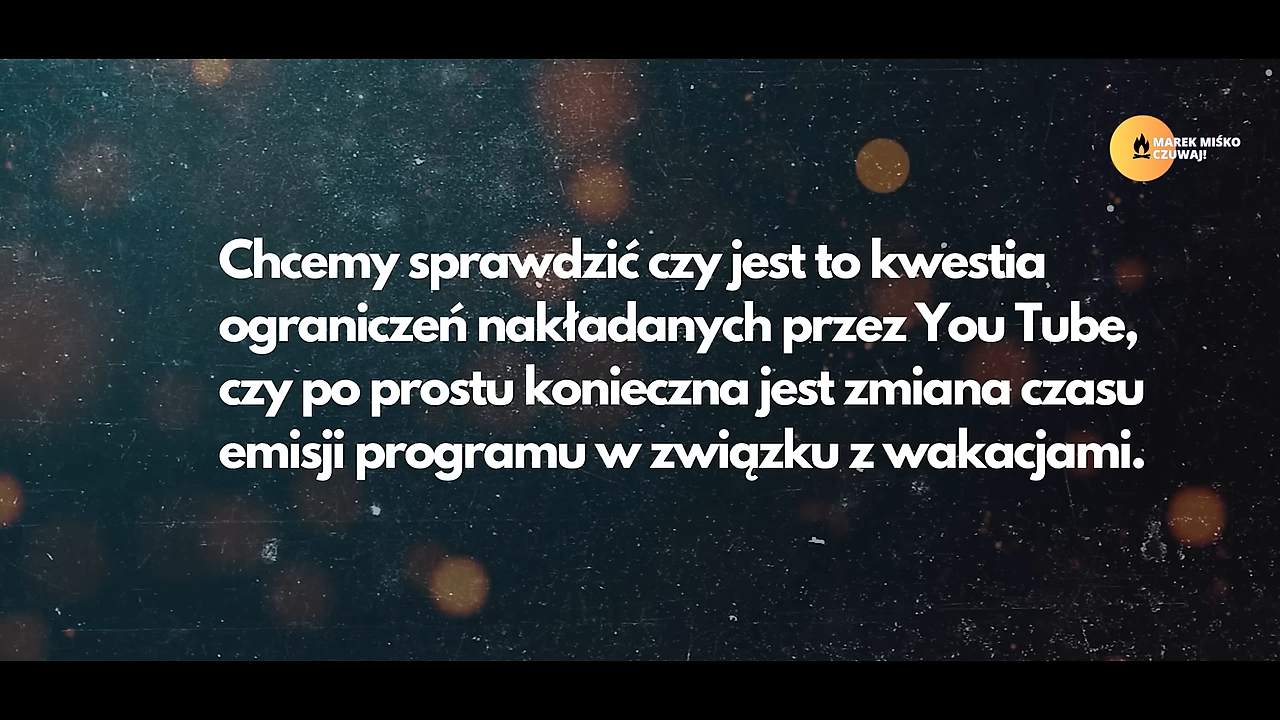 MAREK MIŚKO
CZUWAJ!
Chcemy sprawdzić czy jest to kwestia
ograniczeń nakładanych przez You Tube,
czy po prostu konieczna jest zmiana czasu
emisji programu w związku z wakacjami.